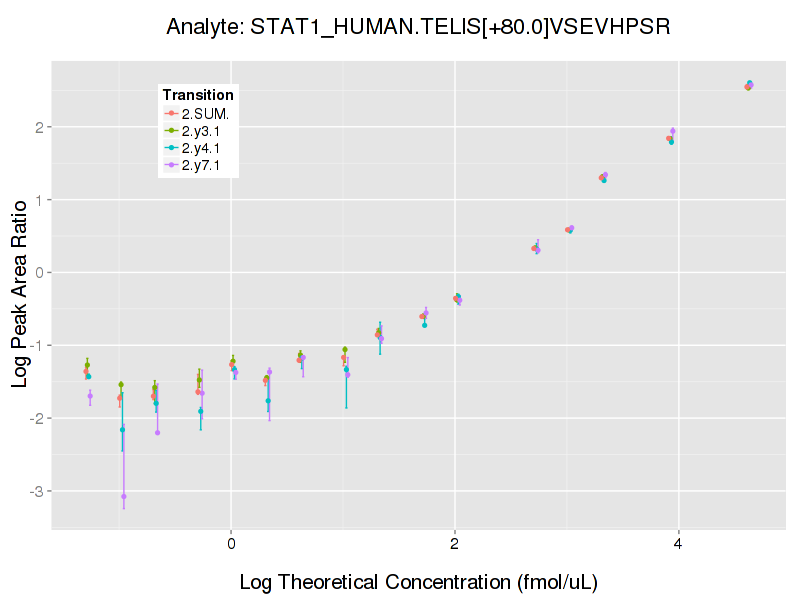 Analyte: STAT1_HUMAN.TELIS[+80.0]VSEVHPSR
Transition
2.SUM.
2.y3.1
2.y4.1
2.y7.1
Log Peak Area Ratio
2
1
0
-1
-2
-3
0 2 4
Log Theoretical Concentration (fmol/uL)